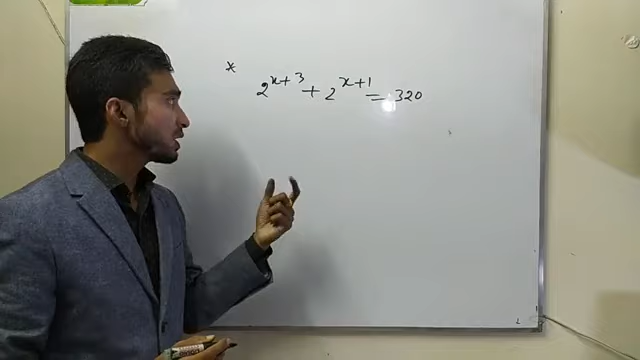 * 2^{x+3} + 2^{x+1} = 320